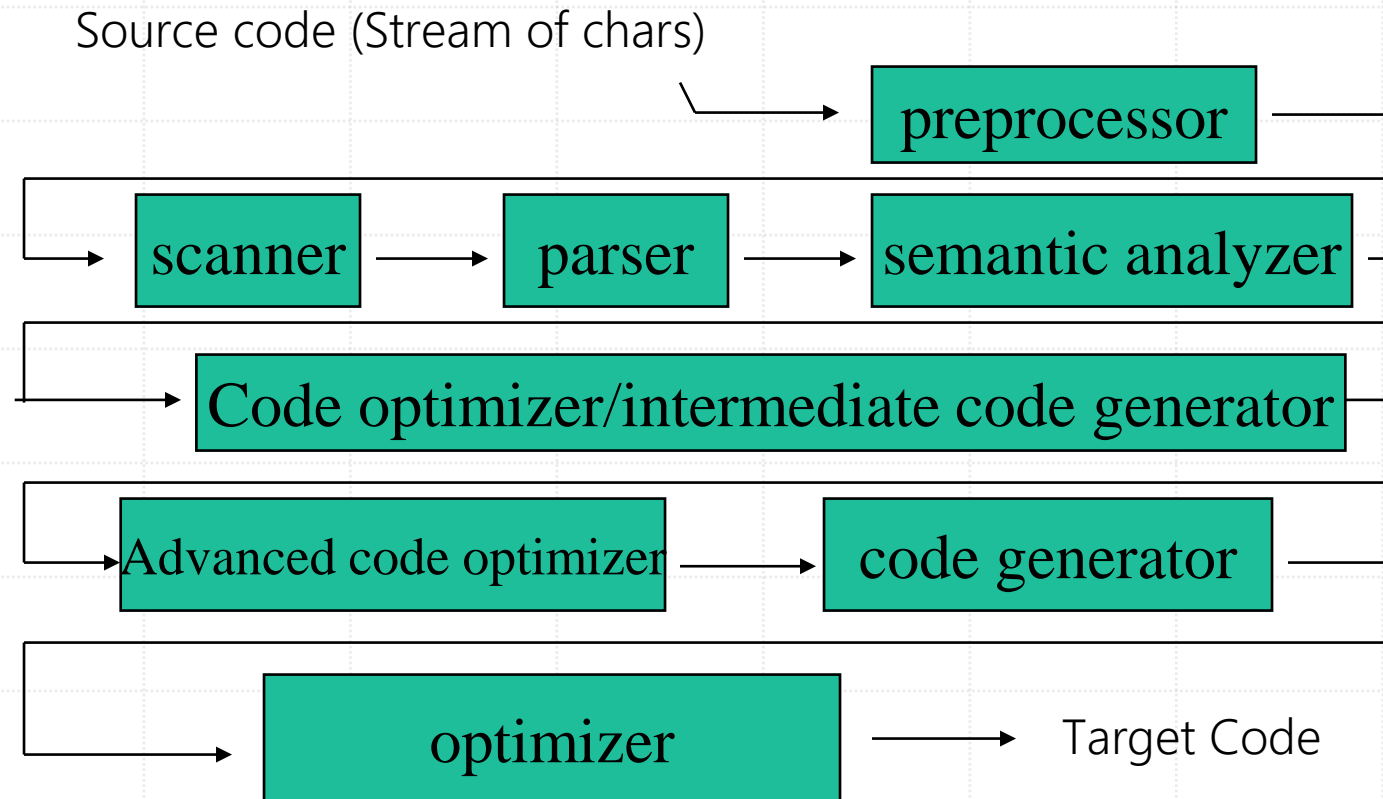 Source code (Stream of chars)
preprocessor
scanner
parser
semantic analyzer
Code optimizer/intermediate code generator
Advanced code optimizer
code generator
optimizer
Target Code